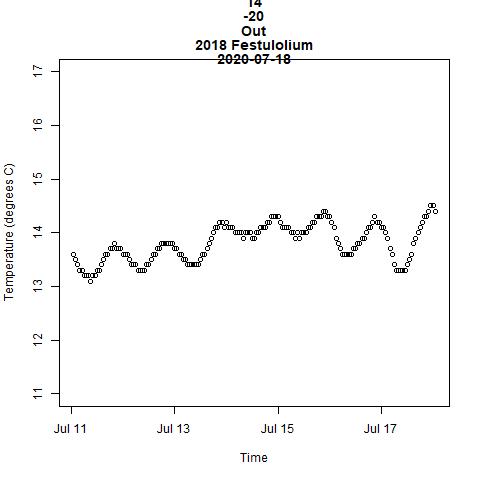 14
-20
Out
2018 Festulolium
2020-07-18
17
16
15
14
13
12
11
Temperature (degrees C)
Jul 11
Jul 13
Jul 15
Jul 17
Time